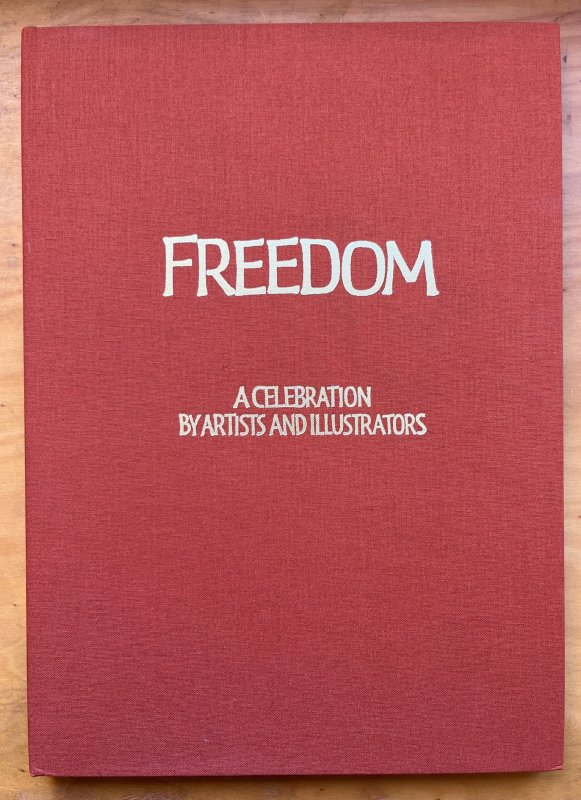 FREEDOM
A CELEBRATION
BY ARTISTS AND ILLUSTRATORS